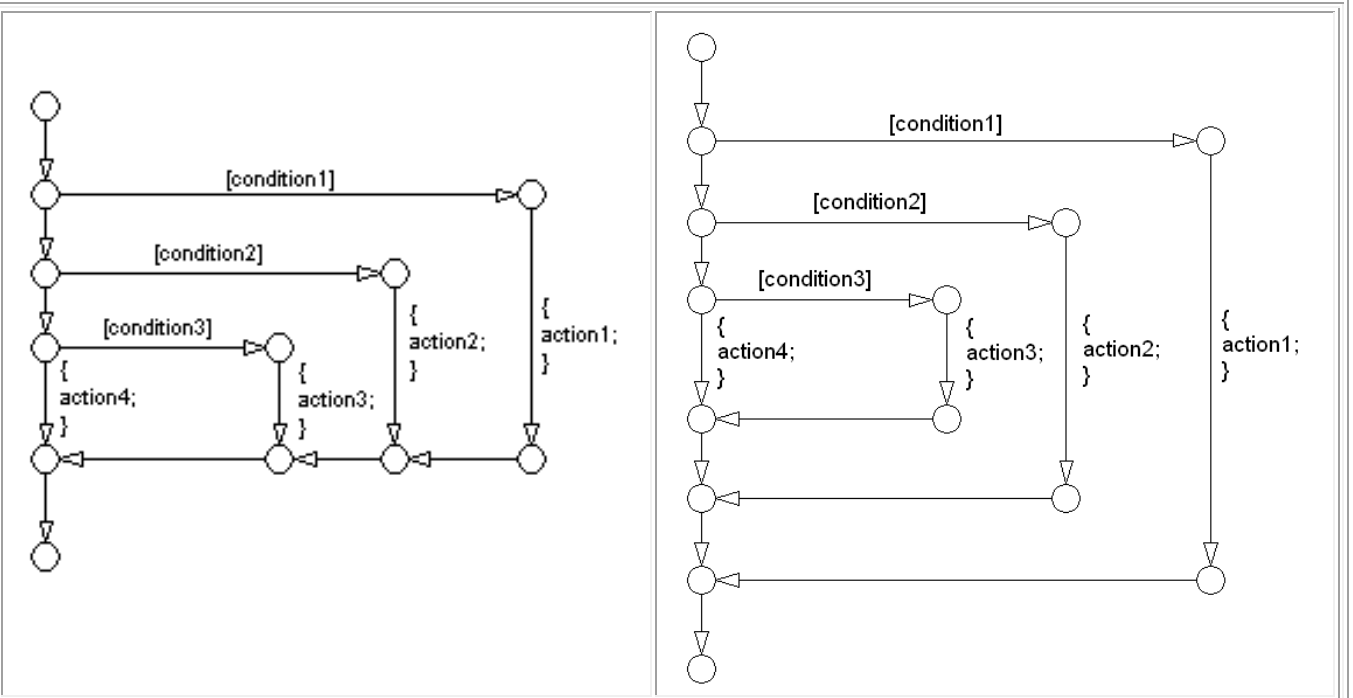 [condition1]
[condition2]
[condition3]
{
action4;
}
{
action3;
}
{
action2;
}
{
action1;
}
[condition1]
[condition2]
[condition3]
{
action4;
}
{
action3;
}
{
action2;
}
{
action1;
}